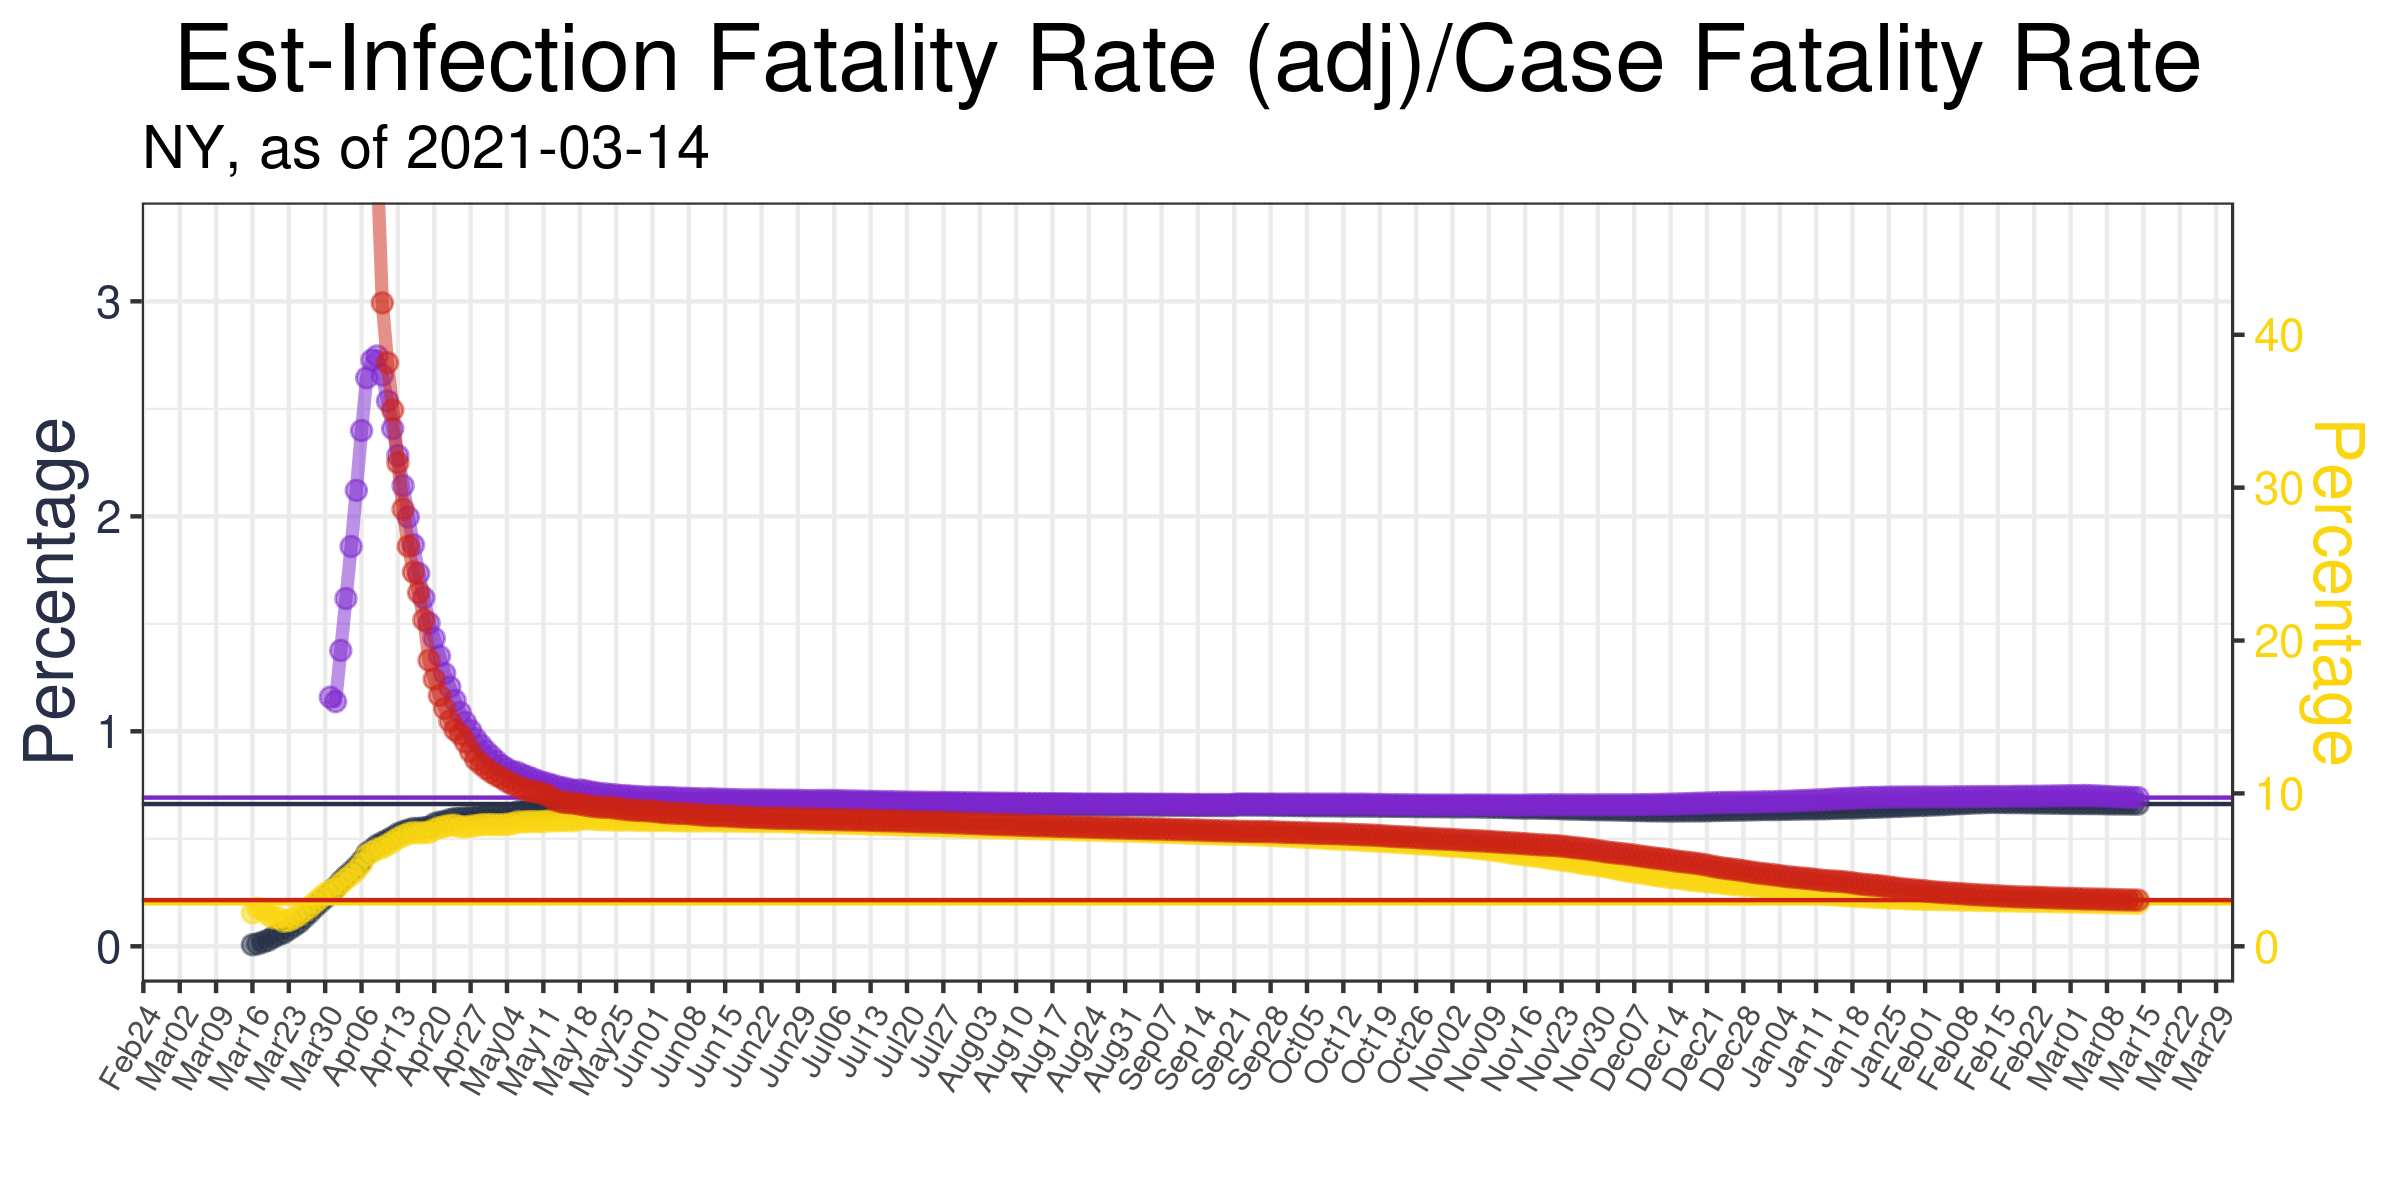 Est-Infection Fatality Rate (adj)/Case Fatality Rate
NY, as of 2021-03-14
Percentage
3
2
1
0
40
30
20
10
0
Percentage
Feb24
Mar02
Mar09
Mar16
Mar23
Mar30
Apr06
Apr13
Apr20
Apr27
May04
May11
May18
May25
Jun01
Jun08
Jun15
Jun22
Jun29
Jul06
Jul13
Jul20
Jul27
Aug03
Aug10
Aug17
Aug24
Aug31
Sep07
Sep14
Sep21
Sep28
Oct05
Oct12
Oct19
Oct26
Nov02
Nov09
Nov16
Nov23
Nov30
Dec07
Dec14
Dec21
Dec28
Jan04
Jan11
Jan18
Jan25
Feb01
Feb08
Feb15
Feb22
Mar01
Mar08
Mar15
Mar22
Mar29